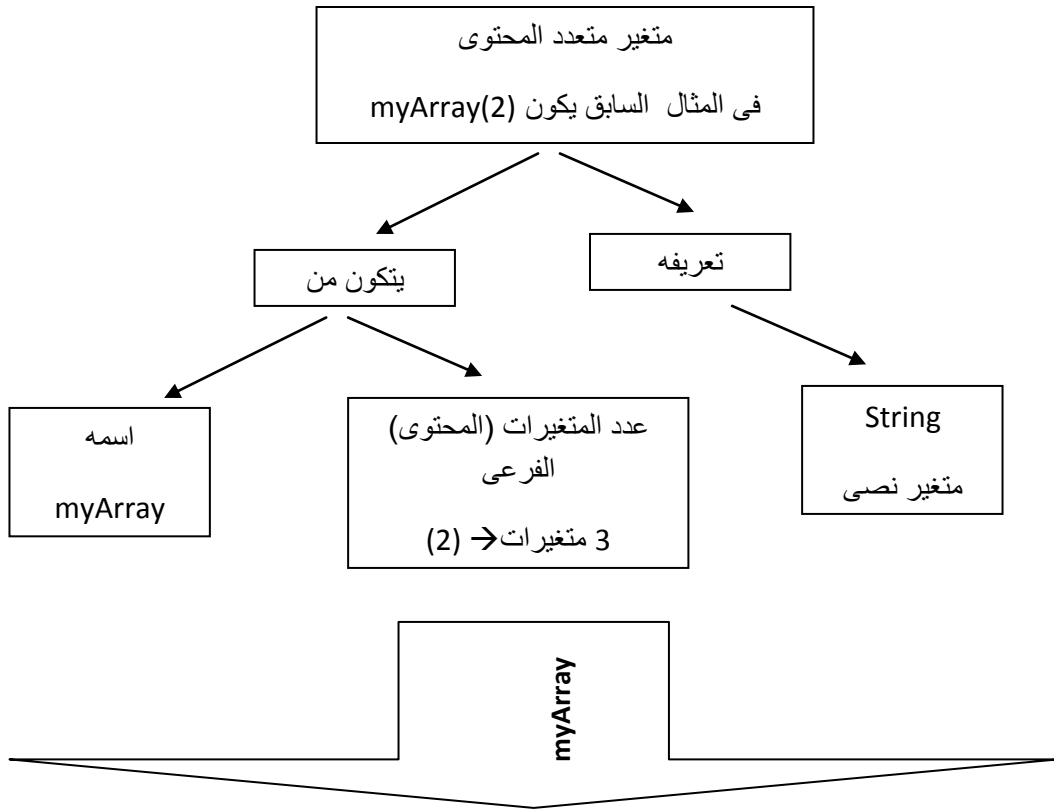 متغير متعدد المحتوى
فى المثال السابق يكون myArray(2)
تعريفه
يتكون من
String
متغير نصى
عدد المتغيرات (المحتوى)
الفرعى
3 متغيرات→ (2)
اسمه
myArray
myArray